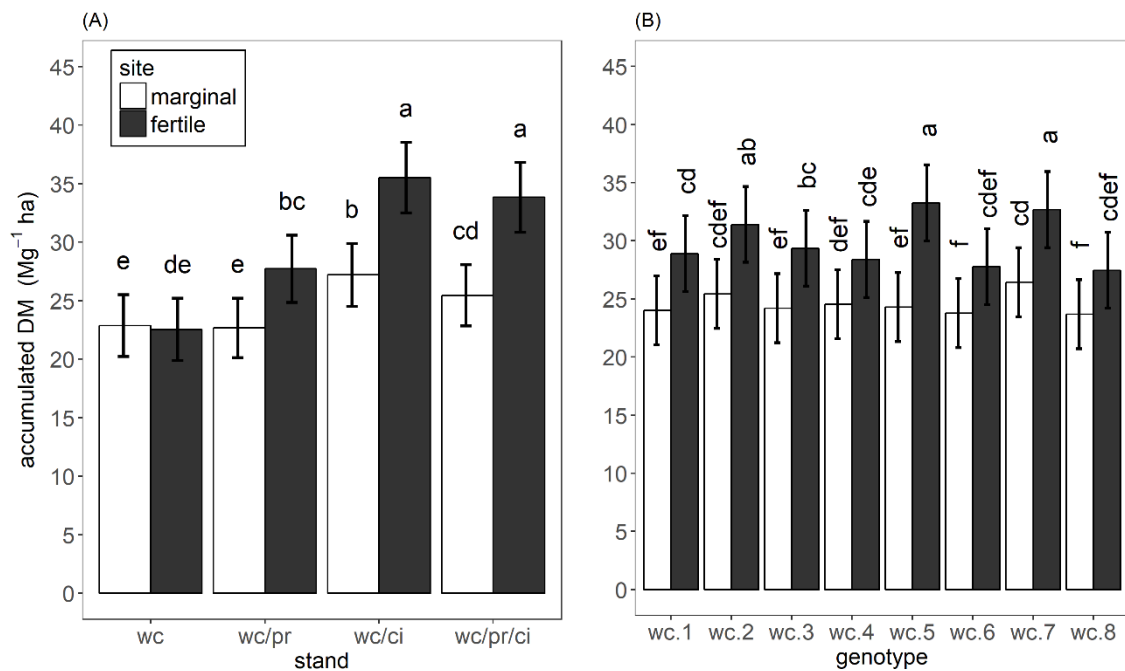 (A)
accumulated DM (Mg⁻¹ ha)
45
40
35
30
25
20
15
10
5
0
site
marginal
fertile
e
de
e
bc
b
a
cd
a
wc
wc/pr
wc/ci
wc/pr/ci
stand
(B)
45
40
35
30
25
20
15
10
5
0
ef
cd
cdef
ab
ef
bc
def
cde
ef
a
f
cdef
cd
a
f
cdef
wc.1
wc.2
wc.3
wc.4
wc.5
wc.6
wc.7
wc.8
genotype